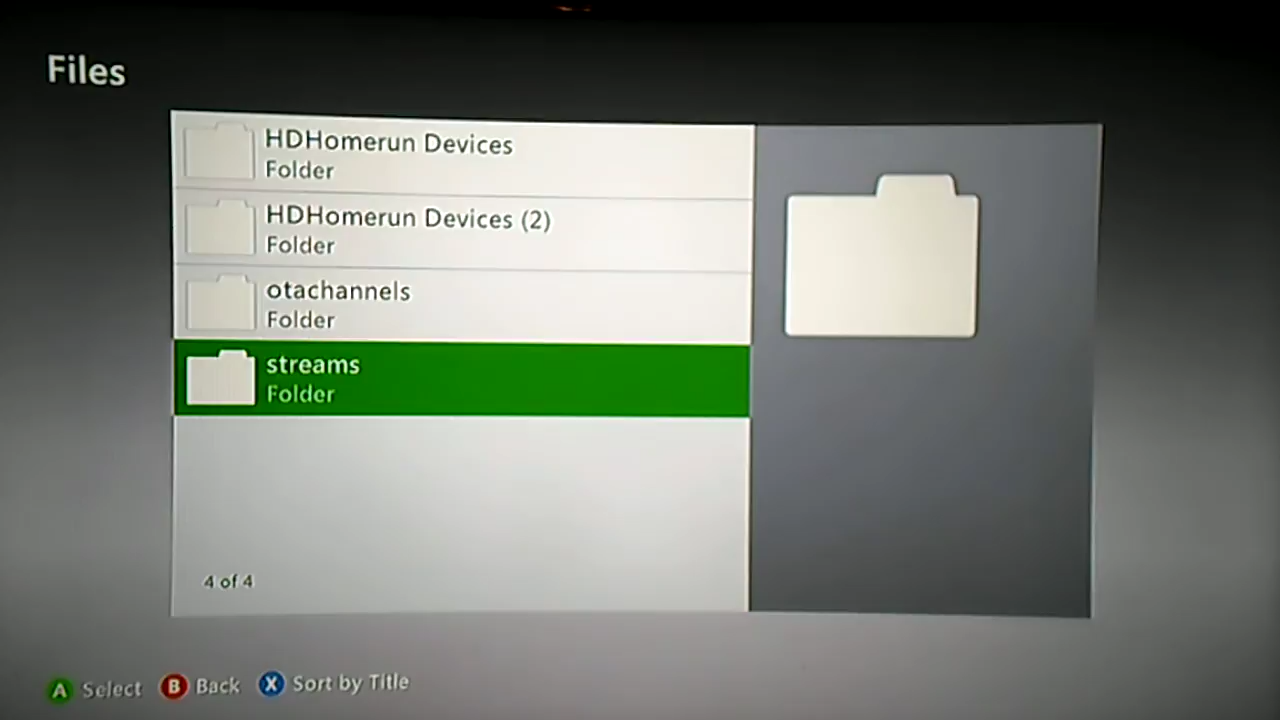 Files
HDHomerun Devices
Folder
HDHomerun Devices (2)
Folder
otachannels
Folder
streams
Folder
4 of 4
A Select B Back X Sort by Title